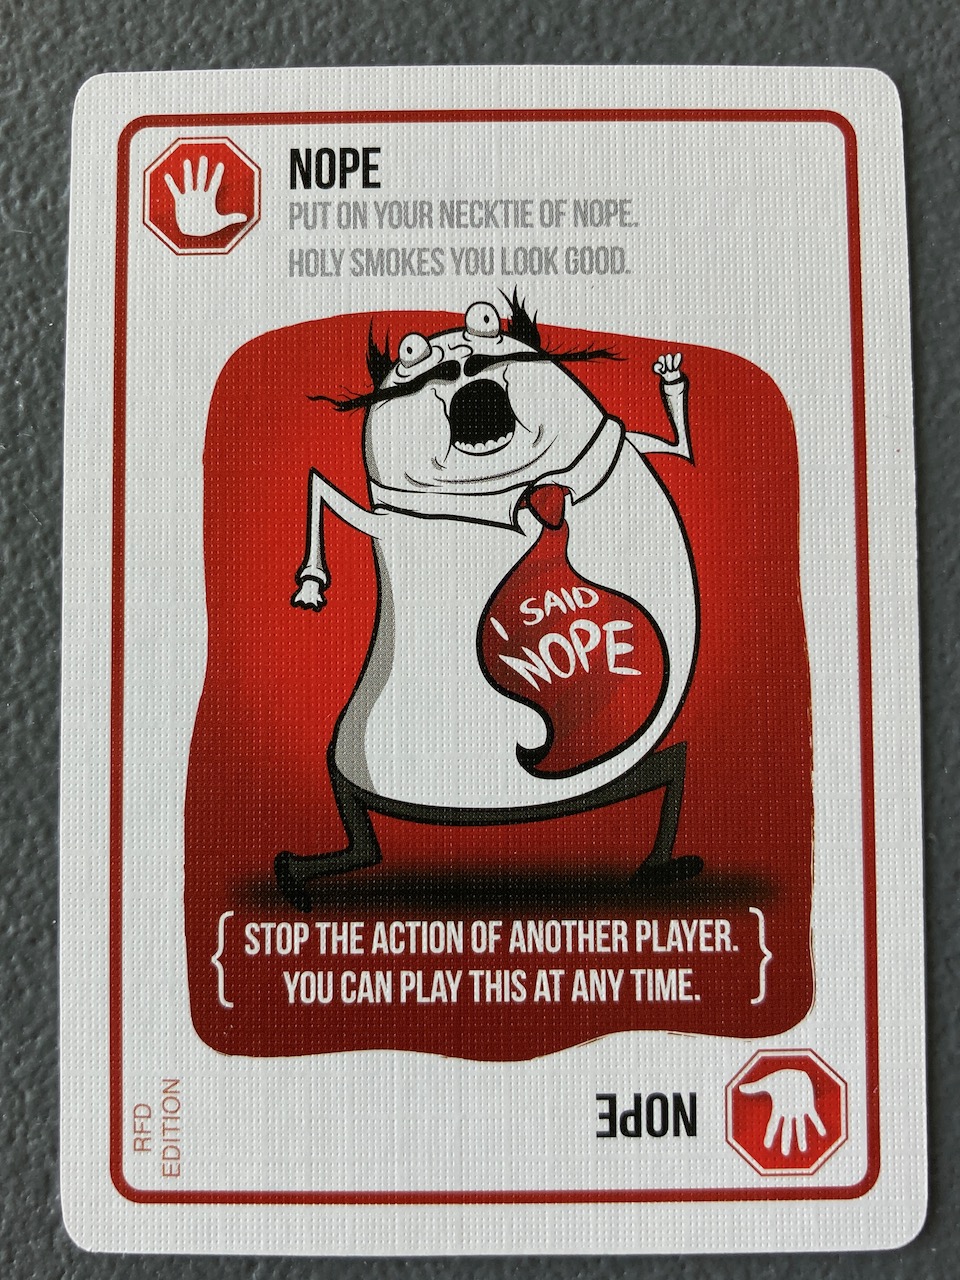 NOPE
PUT ON YOUR NECKTIE OF NOPE.
HOLY SMOKES YOU LOOK GOOD.
I SAID
NOPE
{STOP THE ACTION OF ANOTHER PLAYER.
YOU CAN PLAY THIS AT ANY TIME.}
NOPE
RFD
EDITION